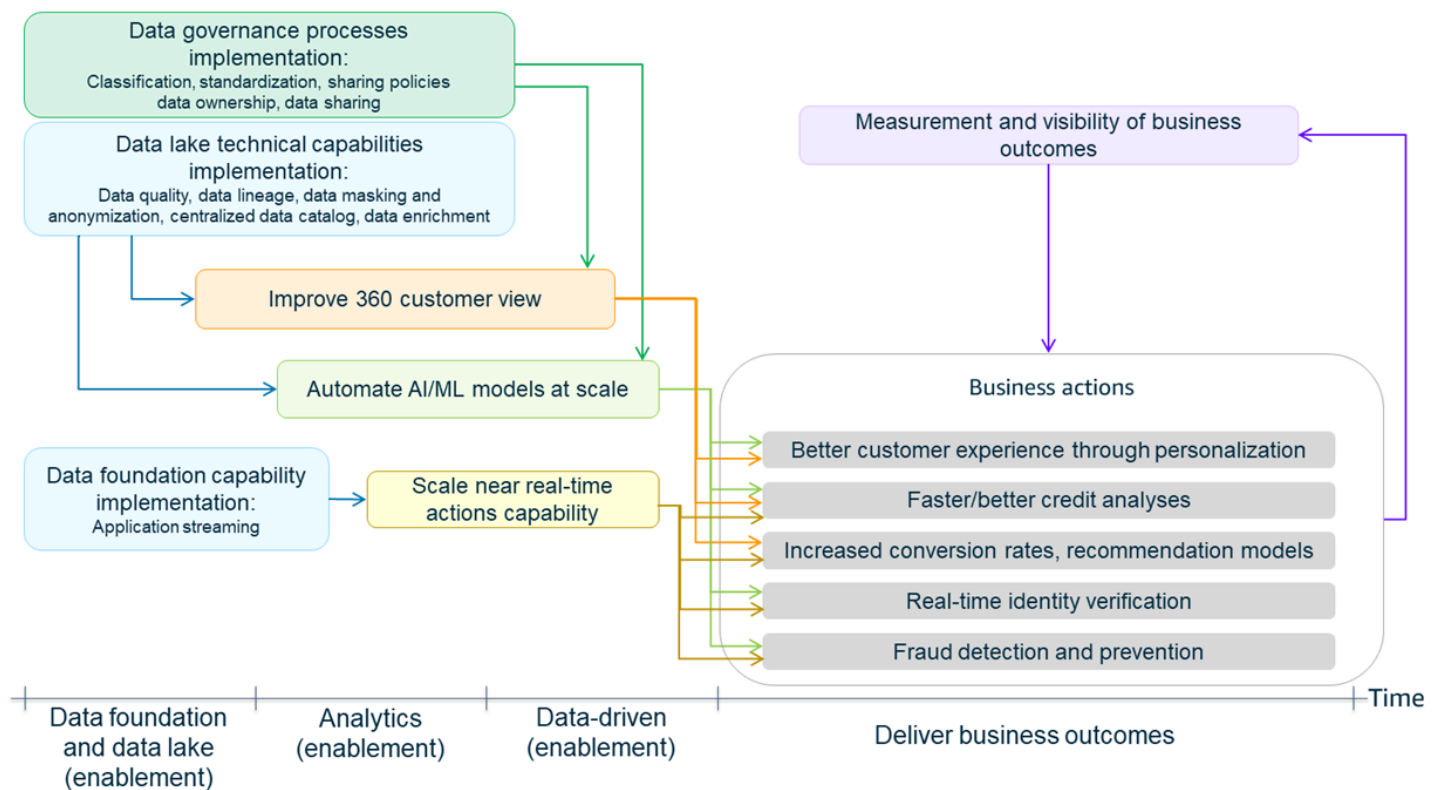 Data governance processes
implementation:
Classification, standardization, sharing policies
data ownership, data sharing
Data lake technical capabilities
implementation:
Data quality, data lineage, data masking and
anonymization, centralized data catalog, data enrichment
Measurement and visibility of business
outcomes
Improve 360 customer view
Automate AI/ML models at scale
Data foundation capability
implementation:
Application streaming
Scale near real-time
actions capability
Business actions
Better customer experience through personalization
Faster/better credit analyses
Increased conversion rates, recommendation models
Real-time identity verification
Fraud detection and prevention
Time
Data foundation
and data lake
(enablement)
Analytics
(enablement)
Data-driven
(enablement)
Deliver business outcomes